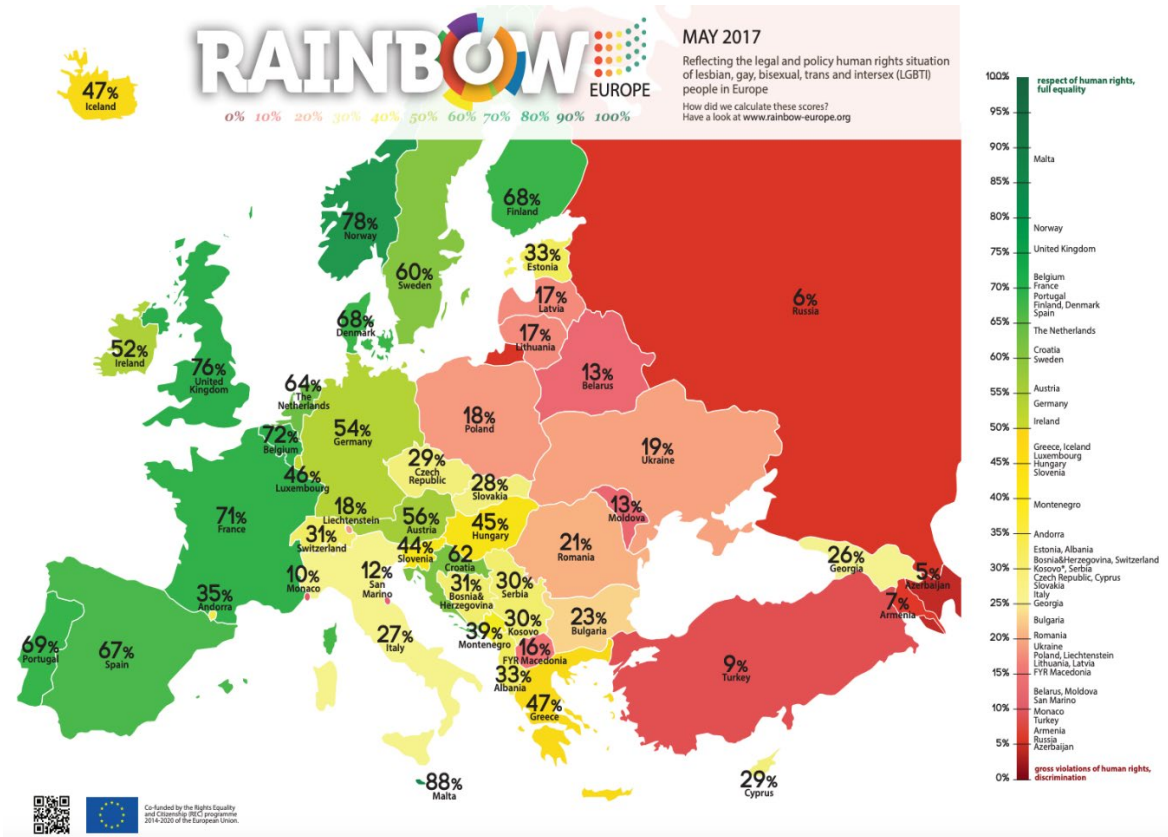 RAINBOW
EUROPE
0% 10% 20% 30% 40% 50% 60% 70% 80% 90% 100%
MAY 2017
Reflecting the legal and policy human rights situation
of lesbian, gay, bisexual, trans and intersex (LGBTI)
people in Europe
How did we calculate these scores?
Have a look at www.rainbow-europe.org
47%
Iceland
78%
Norway
68%
Finland
60%
Sweden
33%
Estonia
6%
Russia
17%
Latvia
68%
Denmark
17%
Lithuania
52%
Ireland
76%
United
Kingdom
13%
Belarus
64%
The
Netherlands
18%
Poland
54%
Germany
72%
Belgium
19%
Ukraine
29%
Czech
Republic
46%
Luxembourg
28%
Slovakia
18%
Liechtenstein
13%
Moldova
71%
France
56%
Austria
45%
Hungary
31%
Switzerland
21%
Romania
44%
Slovenia
62
Croatia
26%
Georgia
10%
Monaco
12%
San
Marino
31%
Bosnia&
Herzegovina
30%
Serbia
5%
Azerbaijan
35%
Andorra
7%
Armenia
30%
Kosovo
23%
Bulgaria
39%
Montenegro
27%
Italy
69%
Portugal
67%
Spain
16%
FYR Macedonia
9%
Turkey
33%
Albania
47%
Greece
88%
Malta
29%
Cyprus
100%
respect of human rights,
full equality
95%
90%
Malta
85%
80%
Norway
75%
United Kingdom
Belgium
70%
France
Portugal
Finland, Denmark
Spain
65%
The Netherlands
Croatia
60%
Sweden
55%
Austria
Germany
50%
Ireland
Greece, Iceland
Luxembourg
45%
Hungary
Slovenia
40%
Montenegro
35%
Andorra
Estonia, Albania
Bosnia&Herzegovina, Switzerland
30%
Kosovo*, Serbia
Czech Republic, Cyprus
Slovakia
Italy
25%
Georgia
Bulgaria
20%
Romania
Ukraine
Poland, Liechtenstein
Lithuania, Latvia
15%
FYR Macedonia
Belarus, Moldova
San Marino
10%
Monaco
Turkey
Armenia
5%
Russia
Azerbaijan
0%
gross violations of human rights,
discrimination
Co-funded by the Rights Equality
and Citizenship (REC) programme
2014-2020 of the European Union.